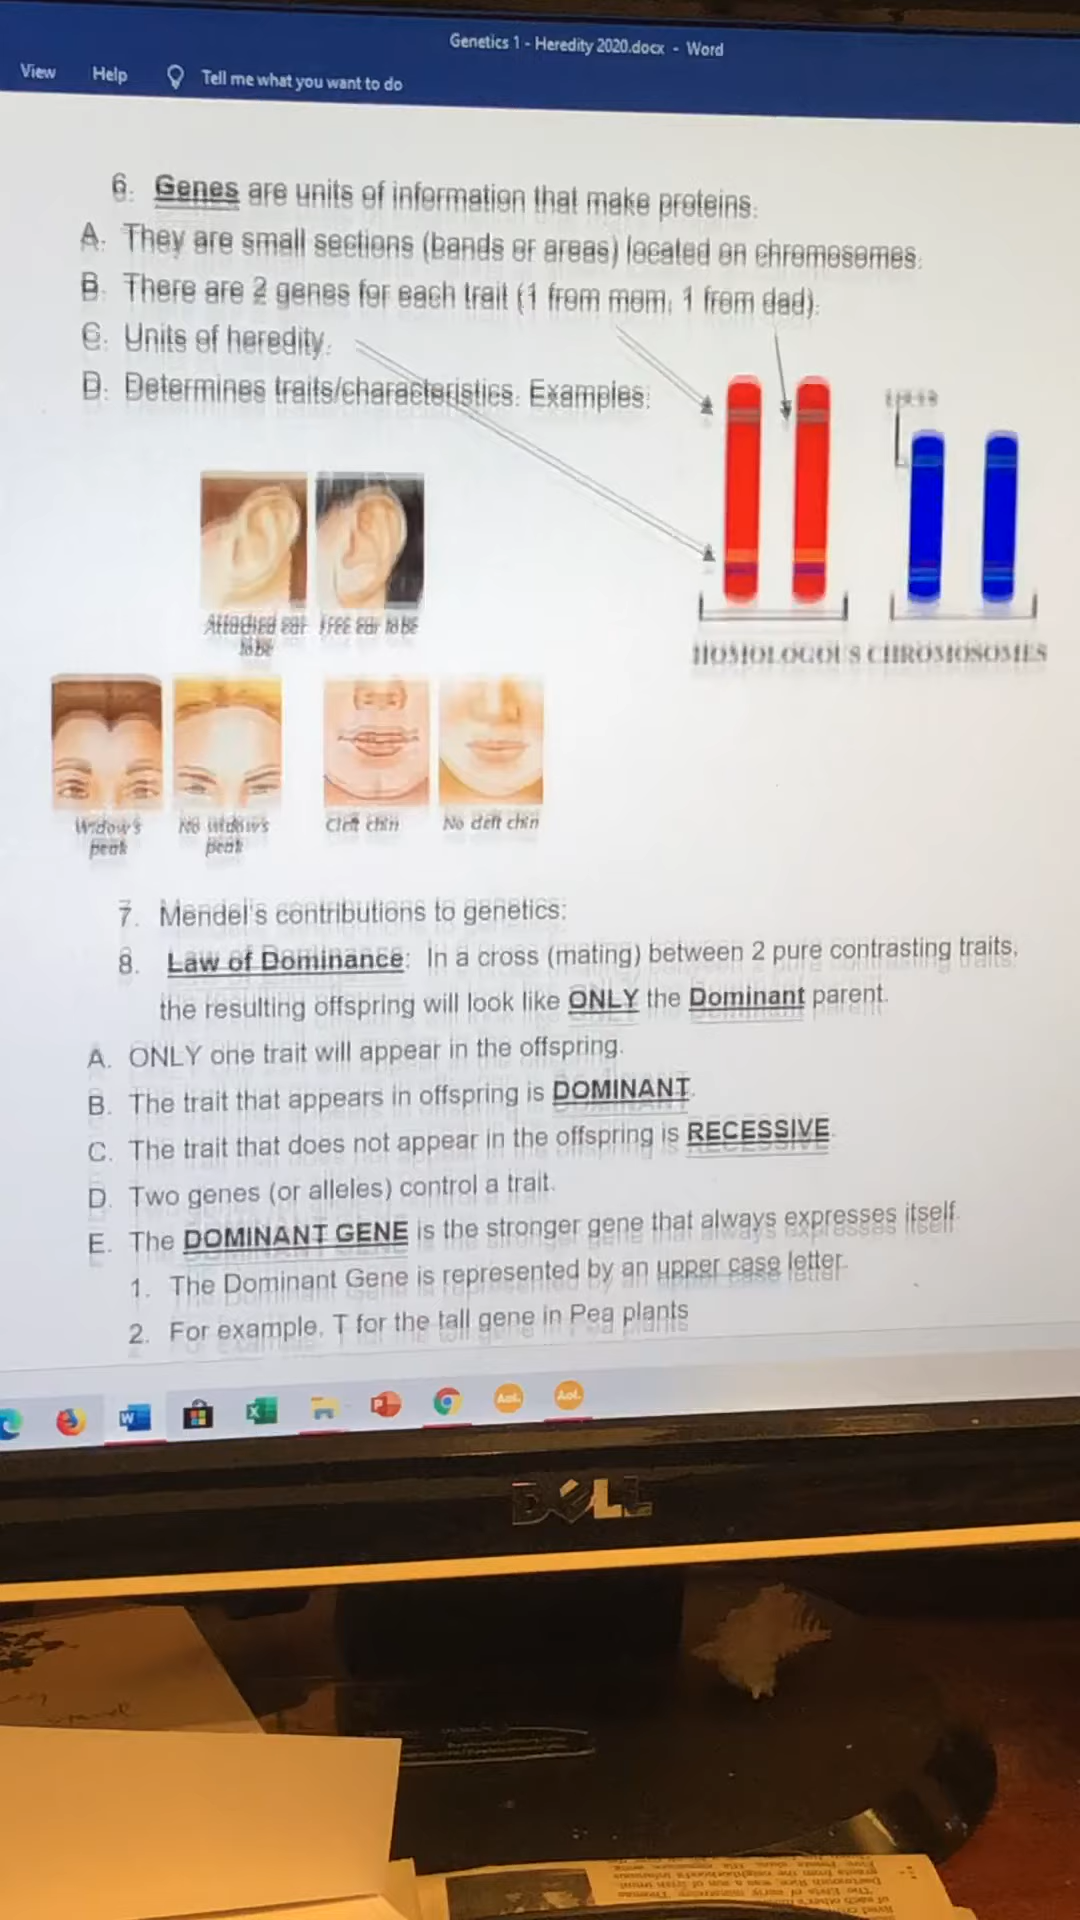 Genetics 1 - Heredity 2020.docx - Word
View Help Tell me what you want to do
6. Genes are units of information that make proteins.
A. They are small sections (bands or areas) located on chromosomes.
B. There are 2 genes for each trait (1 from mom, 1 from dad).
C. Units of heredity.
D. Determines traits/characteristics. Examples:
Attached ear lobe
Free ear lobe
HOMOLOGOUS CHROMOSOMES
Widow's peak
No widow's peak
Cleft chin
No cleft chin
7. Mendel's contributions to genetics:
8. Law of Dominance: In a cross (mating) between 2 pure contrasting traits,
the resulting offspring will look like ONLY the Dominant parent.
A. ONLY one trait will appear in the offspring.
B. The trait that appears in offspring is DOMINANT.
C. The trait that does not appear in the offspring is RECESSIVE.
D. Two genes (or alleles) control a trait.
E. The DOMINANT GENE is the stronger gene that always expresses itself.
1. The Dominant Gene is represented by an upper case letter.
2. For example, T for the tall gene in Pea plants
Aol. Aol.
DELL